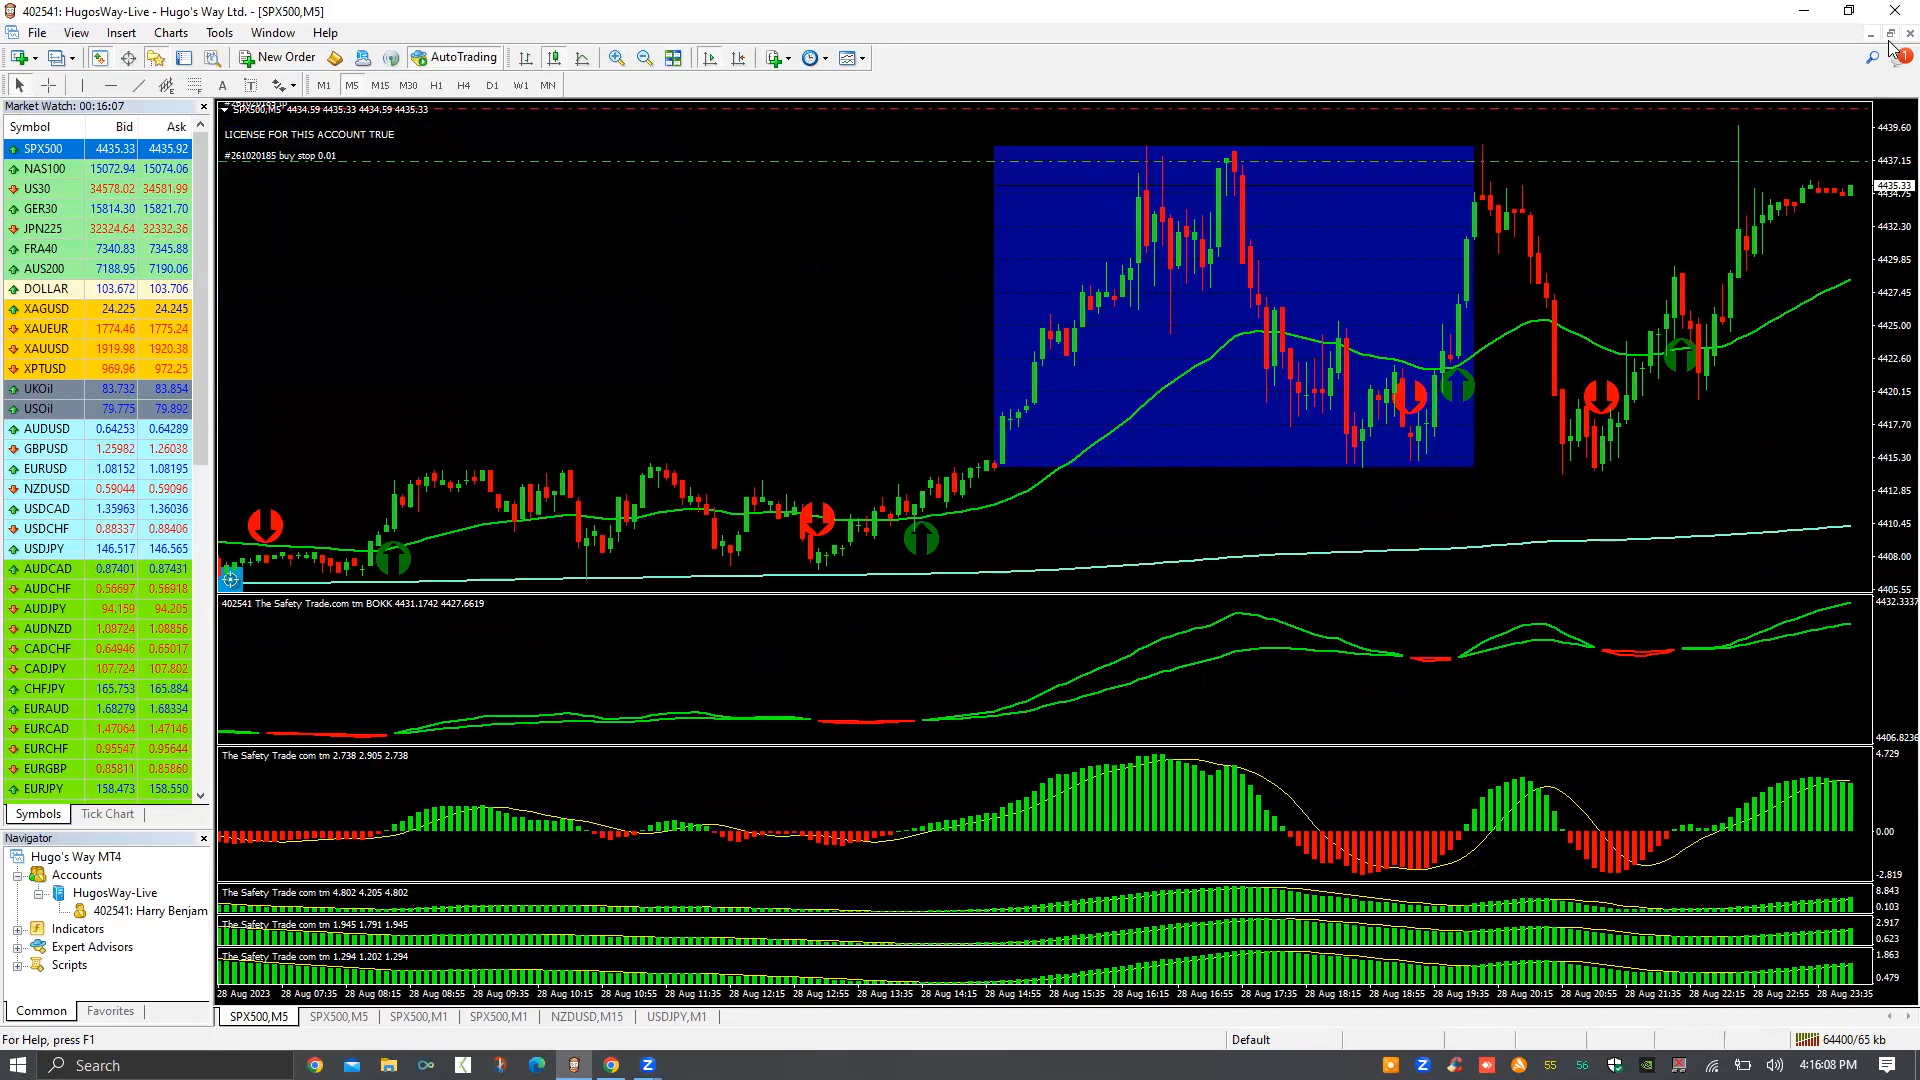 402541: HugosWay-Live - Hugo's Way Ltd. - [SPX500,M5]
File View Insert Charts Tools Window Help
New Order AutoTrading
1
A T M1 M5 M15 M30 H1 H4 D1 W1 MN
Market Watch: 00:16:07
Symbol Bid Ask
SPX500 4435.33 4435.92
NAS100 15072.94 15074.06
US30 34578.02 34581.99
GER30 15814.30 15821.70
JPN225 32324.64 32332.36
FRA40 7340.83 7345.88
AUS200 7188.95 7190.06
DOLLAR 103.672 103.706
XAGUSD 24.225 24.245
XAUEUR 1774.46 1775.24
XAUUSD 1919.98 1920.38
XPTUSD 969.96 972.25
UKOil 83.732 83.854
USOil 79.775 79.892
AUDUSD 0.64253 0.64289
GBPUSD 1.25982 1.26038
EURUSD 1.08152 1.08195
NZDUSD 0.59044 0.59096
USDCAD 1.35963 1.36036
USDCHF 0.88337 0.88406
USDJPY 146.517 146.565
AUDCAD 0.87401 0.87431
AUDCHF 0.56697 0.56918
AUDJPY 94.159 94.205
AUDNZD 1.08724 1.08856
CADCHF 0.64946 0.65017
CADJPY 107.724 107.802
CHFJPY 165.753 165.884
EURAUD 1.68279 1.68334
EURCAD 1.47064 1.47146
EURCHF 0.95547 0.95644
EURGBP 0.85811 0.85860
EURJPY 158.473 158.550
Symbols Tick Chart
Navigator
Hugo's Way MT4
Accounts
HugosWay-Live
402541: Harry Benjam
Indicators
Expert Advisors
Scripts
Common Favorites
SPX500,M5 4434.59 4435.33 4434.59 4435.33
LICENSE FOR THIS ACCOUNT TRUE
#261020185 buy stop 0.01
4439.60
4437.15
4435.33
4434.75
4432.30
4429.85
4427.45
4425.00
4422.60
4420.15
4417.70
4415.30
4412.85
4410.45
4408.00
4405.55
402541 The Safety Trade.com tm BOKK 4431.1742 4427.6619
4432.3337
4406.8236
The Safety Trade com tm 2.738 2.905 2.738
4.729
0.00
-2.819
The Safety Trade com tm 4.802 4.205 4.802
8.843
0.103
The Safety Trade com tm 1.945 1.791 1.945
2.917
0.623
The Safety Trade com tm 1.294 1.202 1.294
1.863
0.479
28 Aug 2023 28 Aug 07:35 28 Aug 08:15 28 Aug 08:55 28 Aug 09:35 28 Aug 10:15 28 Aug 10:55 28 Aug 11:35 28 Aug 12:15 28 Aug 12:55 28 Aug 13:35 28 Aug 14:15 28 Aug 14:55 28 Aug 15:35 28 Aug 16:15 28 Aug 16:55 28 Aug 17:35 28 Aug 18:15 28 Aug 18:55 28 Aug 19:35 28 Aug 20:15 28 Aug 20:55 28 Aug 21:35 28 Aug 22:15 28 Aug 22:55 28 Aug 23:35
SPX500,M5 SPX500,M5 SPX500,M1 SPX500,M1 NZDUSD,M15 USDJPY,M1
For Help, press F1 Default 64400/65 kb
Search 55 56 4:16:08 PM